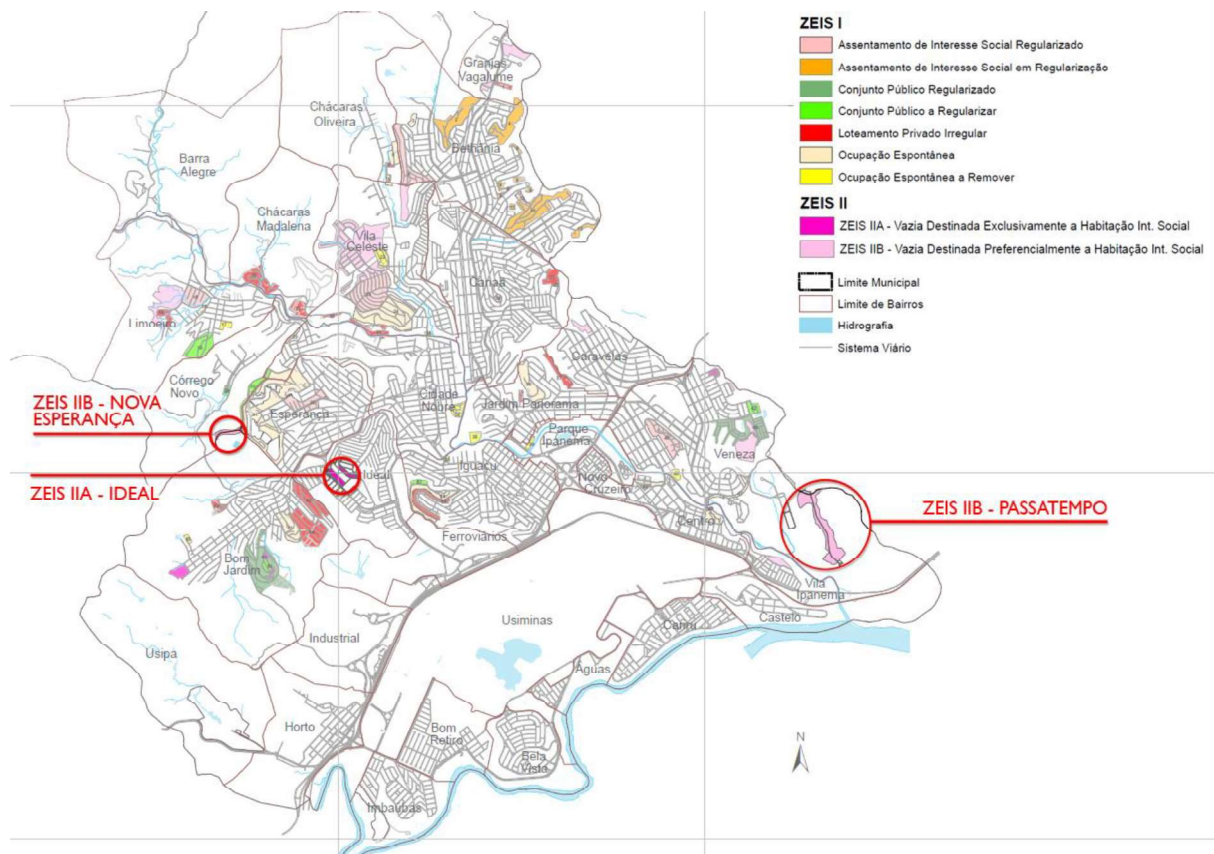 ZEIS I
Assentamento de Interesse Social Regularizado
Assentamento de Interesse Social em Regularização
Conjunto Público Regularizado
Conjunto Público a Regularizar
Loteamento Privado Irregular
Ocupação Espontânea
Ocupação Espontânea a Remover
ZEIS II
ZEIS IIA - Vazia Destinada Exclusivamente a Habitação Int. Social
ZEIS IIB - Vazia Destinada Preferencialmente a Habitação Int. Social
Limite Municipal
Limite de Bairros
Hidrografia
Sistema Viário
Granjas
Vagalume
Chácaras
Oliveira
Bethânia
Barra
Alegre
Chácaras
Madalena
Vila
Celeste
Canaã
Limoeiro
Caravelas
Córrego
Novo
Cidade
Nobre
Jardim Panorama
Esperança
Parque
Ipanema
ZEIS IIB - NOVA
ESPERANÇA
Veneza
Ideal
Iguaçu
Novo
Cruzeiro
ZEIS IIA - IDEAL
ZEIS IIB - PASSATEMPO
Centro
Ferroviários
Bom
Jardim
Vila
Ipanema
Castelo
Usiminas
Cariru
Industrial
Usipa
Águas
Horto
Bom
Retiro
Bela
Vista
Imbaúbas
N